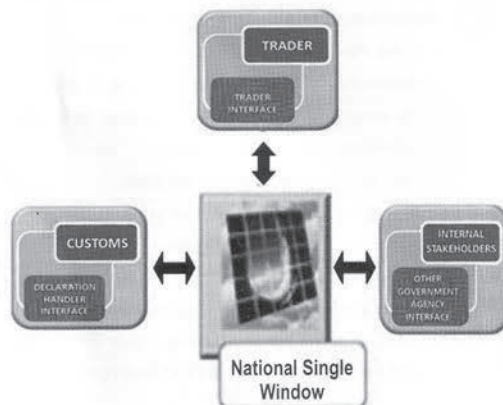 TRADER
TRADER
INTERFACE
CUSTOMS
DECLARATION
HANDLER
INTERFACE
INTERNAL
STAKEHOLDERS
OTHER
GOVERNMENT
AGENCY
INTERFACE
National Single
Window